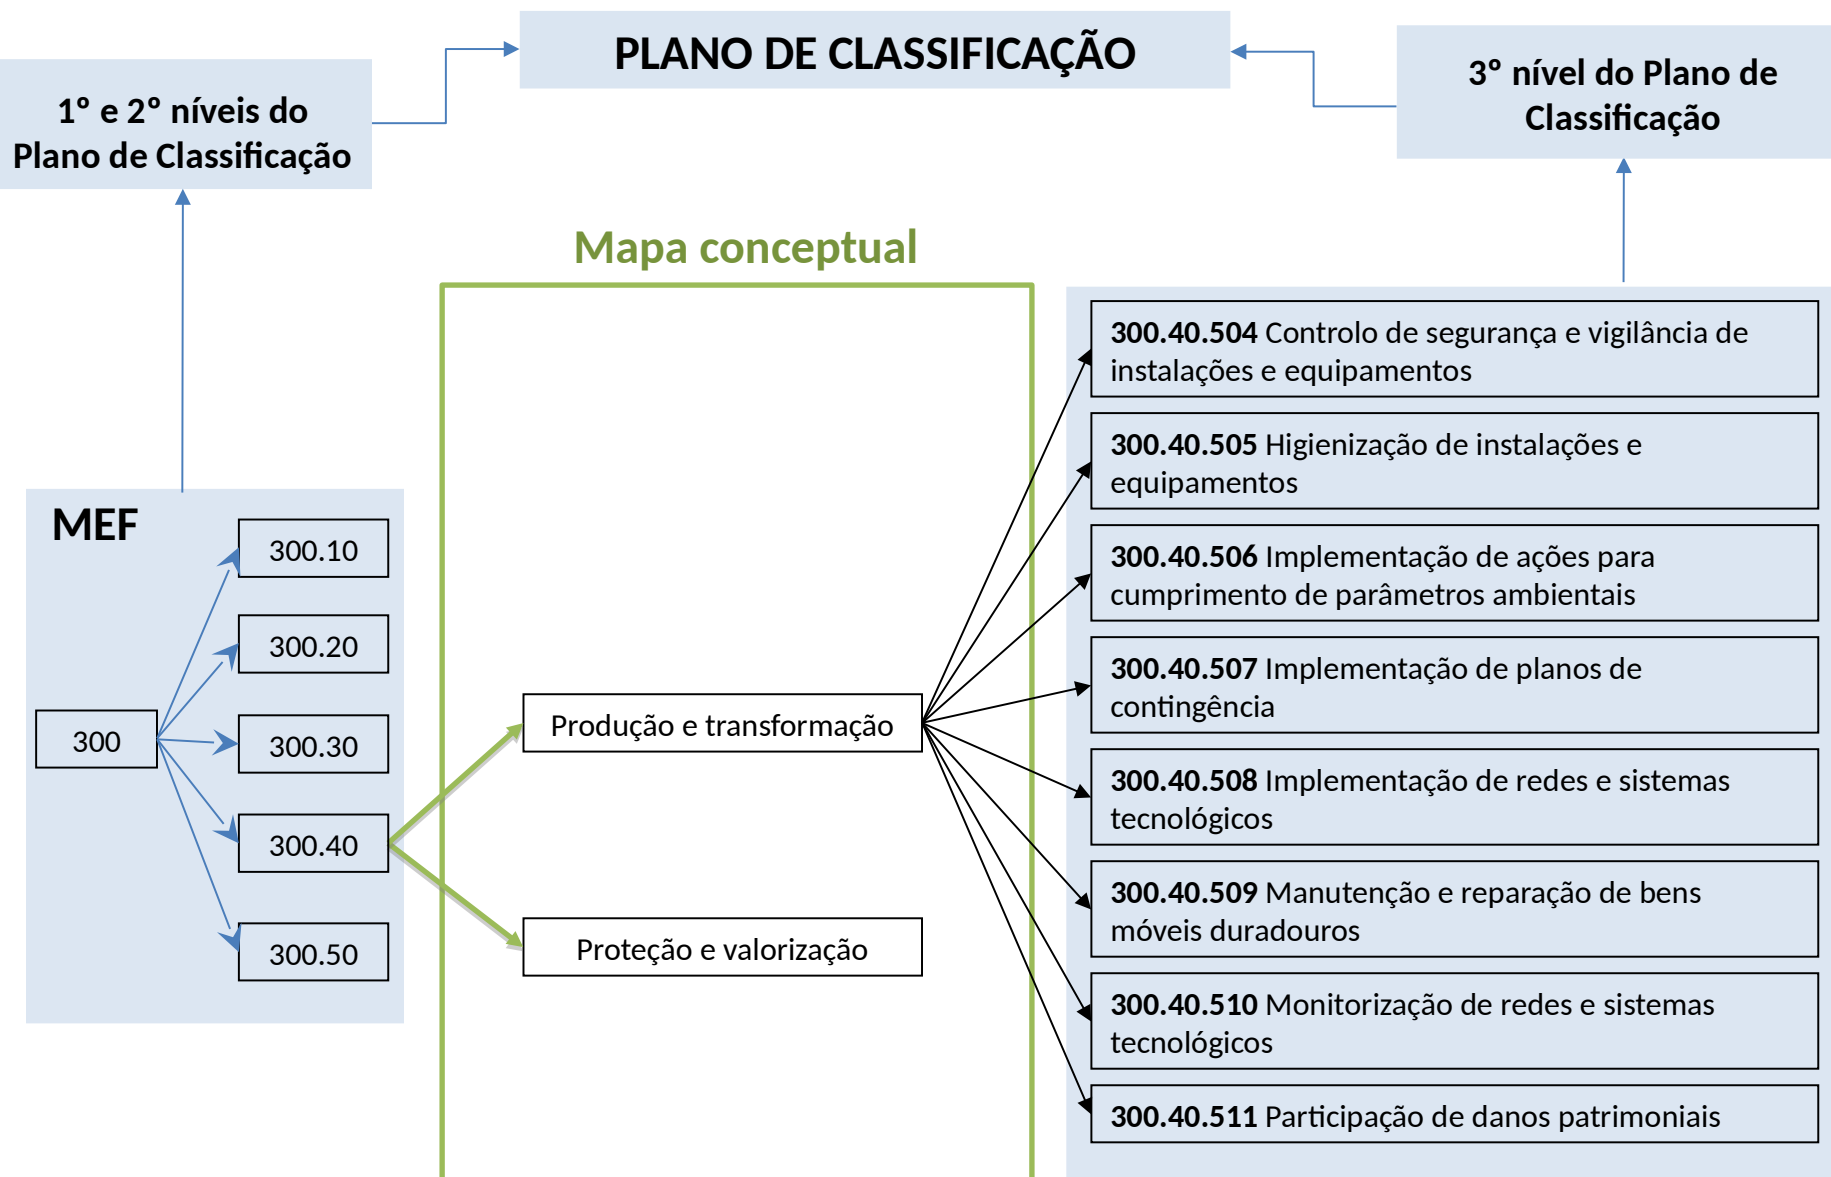 PLANO DE CLASSIFICAÇÃO
1º e 2º níveis do
Plano de Classificação
3º nível do Plano de
Classificação
Mapa conceptual
MEF
300
300.10
300.20
300.30
300.40
300.50
Produção e transformação
Proteção e valorização
300.40.504 Controlo de segurança e vigilância de
instalações e equipamentos
300.40.505 Higienização de instalações e
equipamentos
300.40.506 Implementação de ações para
cumprimento de parâmetros ambientais
300.40.507 Implementação de planos de
contingência
300.40.508 Implementação de redes e sistemas
tecnológicos
300.40.509 Manutenção e reparação de bens
móveis duradouros
300.40.510 Monitorização de redes e sistemas
tecnológicos
300.40.511 Participação de danos patrimoniais